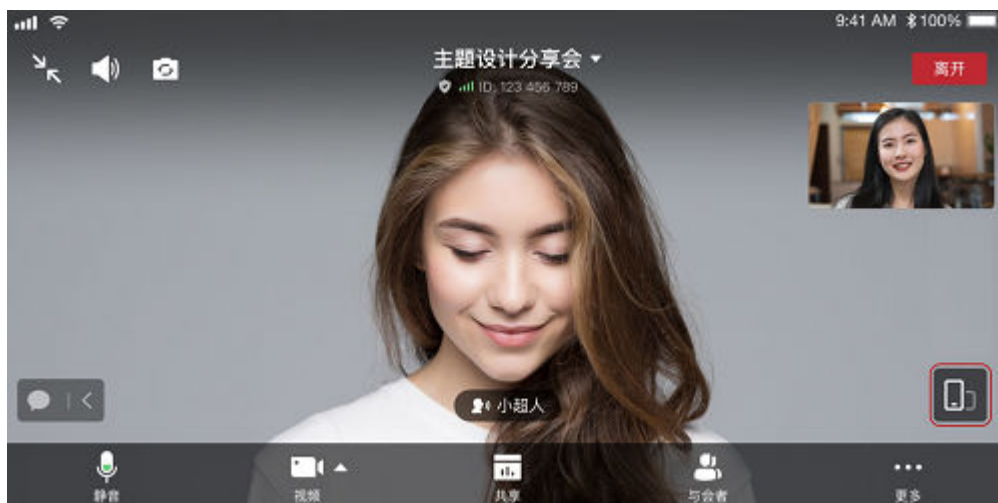 9:41 AM 100%
主题设计分享会
离开
ID: 123 456 789
小超人
静音
视频
共享
与会者
更多